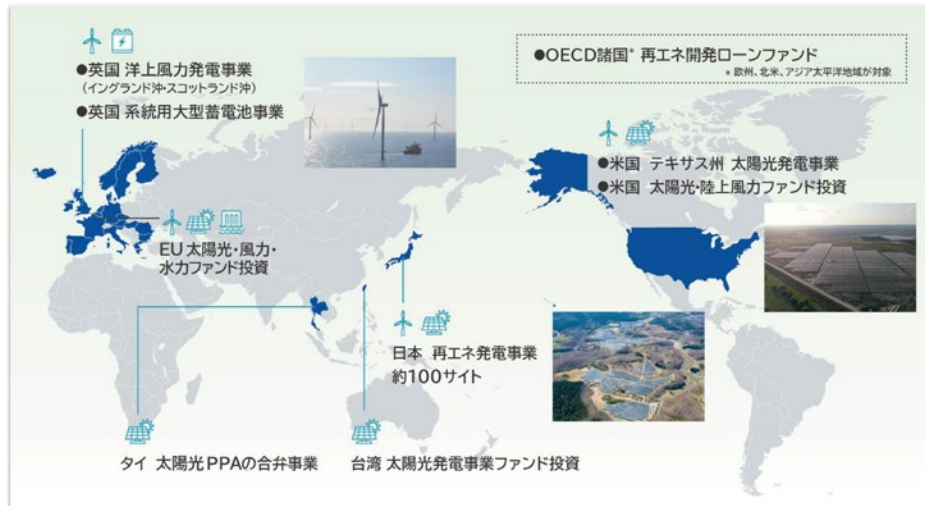 ●英国 洋上風力発電事業
(イングランド沖・スコットランド沖)
●英国 系統用大型蓄電池事業
●OECD諸国* 再エネ開発ローンファンド
* 欧州、北米、アジア太平洋地域が対象
●米国 テキサス州 太陽光発電事業
●米国 太陽光・陸上風力ファンド投資
EU 太陽光・風力・
水力ファンド投資
日本 再エネ発電事業
約100サイト
タイ 太陽光PPAの合弁事業
台湾 太陽光発電事業ファンド投資